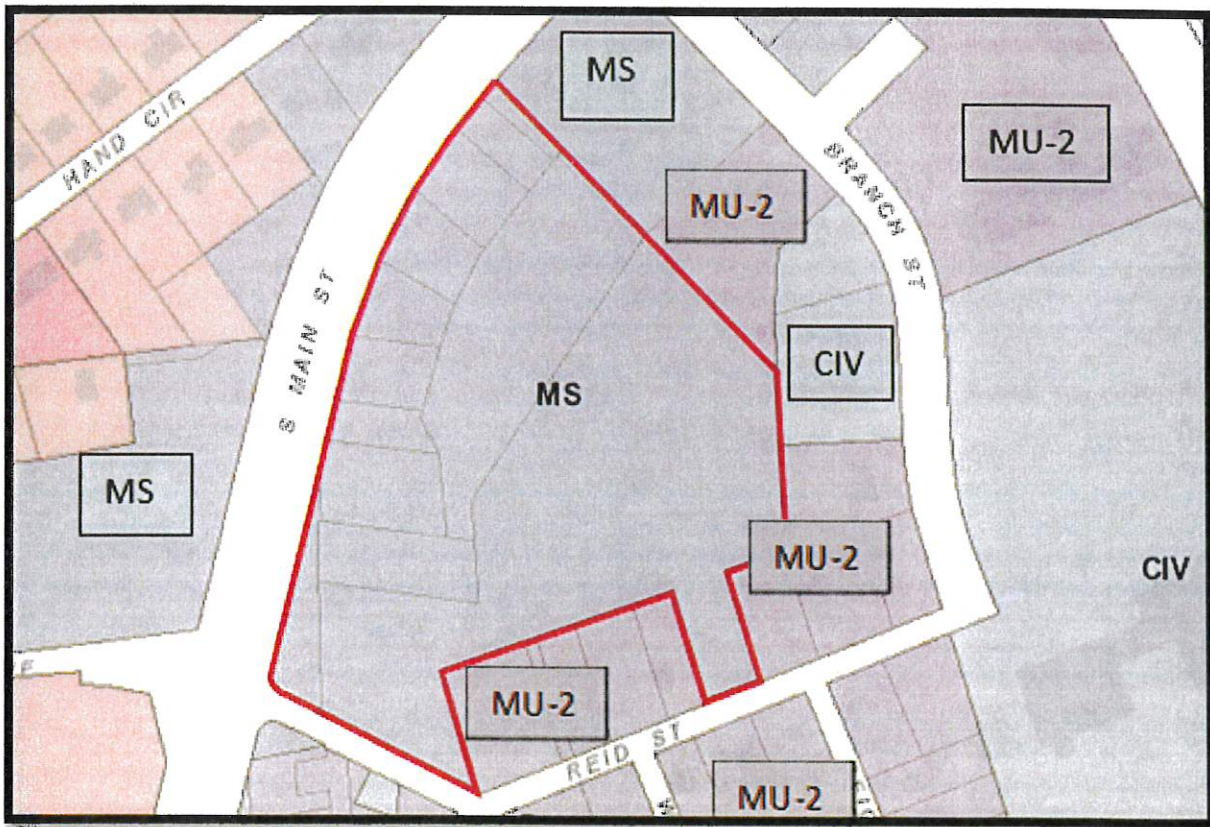 MS
MU-2
HAND CIR
MU-2
BRANCH ST
S MAIN ST
CIV
MS
MS
MU-2
CIV
MU-2
REID ST
MU-2